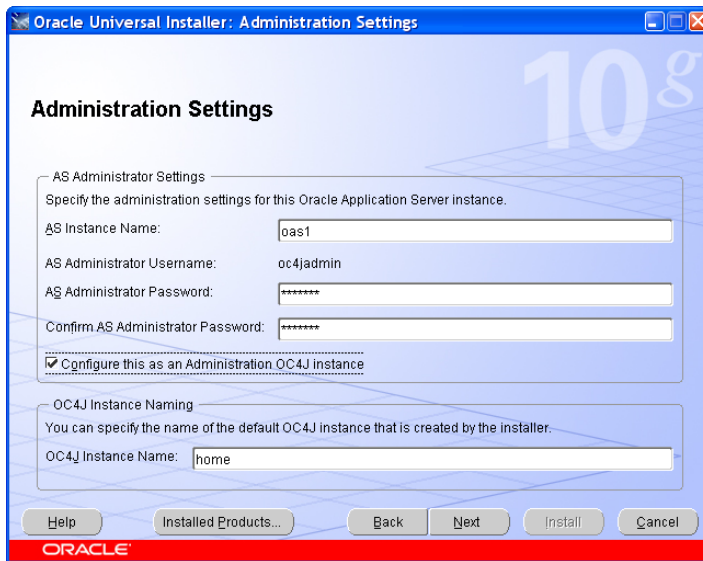 Oracle Universal Installer: Administration Settings
10g
Administration Settings
AS Administrator Settings
Specify the administration settings for this Oracle Application Server instance.
AS Instance Name: oas1
AS Administrator Username: oc4jadmin
AS Administrator Password: *******
Confirm AS Administrator Password: *******
Configure this as an Administration OC4J instance
OC4J Instance Naming
You can specify the name of the default OC4J instance that is created by the installer.
OC4J Instance Name: home
Help Installed Products... Back Next Install Cancel
ORACLE